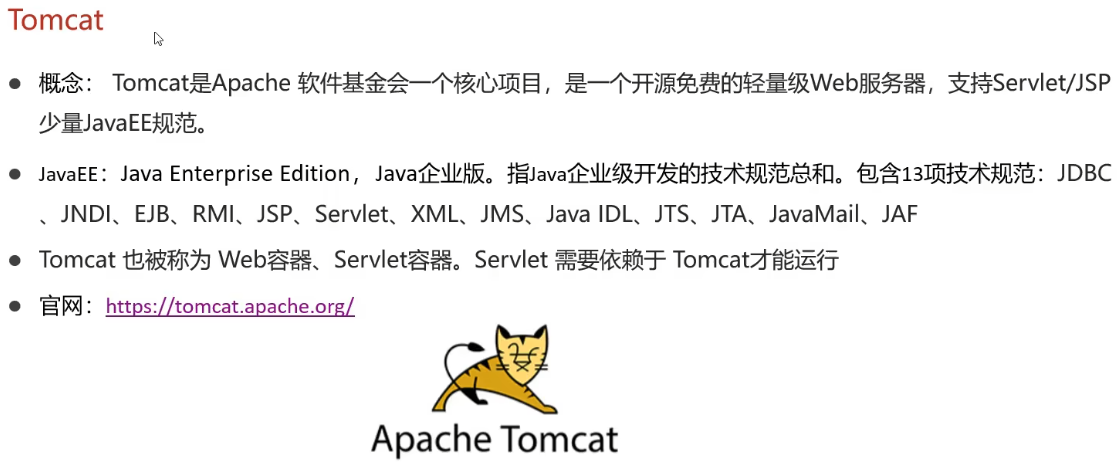 Tomcat
概念： Tomcat是Apache 软件基金会一个核心项目，是一个开源免费的轻量级Web服务器，支持Servlet/JSP
少量JavaEE规范。
JavaEE：Java Enterprise Edition，Java企业版。指Java企业级开发的技术规范总和。包含13项技术规范：JDBC
、JNDI、EJB、RMI、JSP、Servlet、XML、JMS、Java IDL、JTS、JTA、JavaMail、JAF
Tomcat 也被称为 Web容器、Servlet容器。Servlet 需要依赖于 Tomcat才能运行
官网：https://tomcat.apache.org/
Apache Tomcat